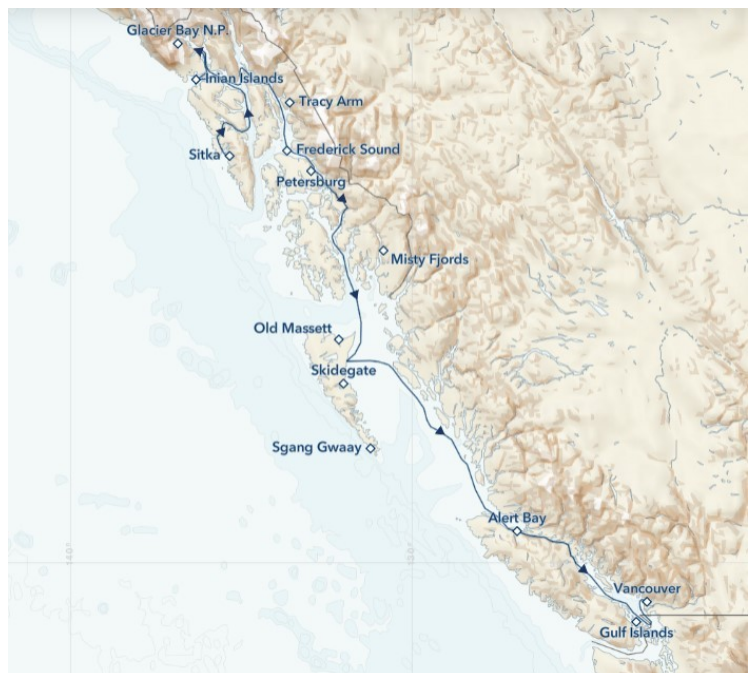 Glacier Bay N.P.
Inian Islands
Tracy Arm
Sitka
Frederick Sound
Petersburg
Misty Fjords
Old Massett
Skidegate
Sgang Gwaay
Alert Bay
Vancouver
Gulf Islands